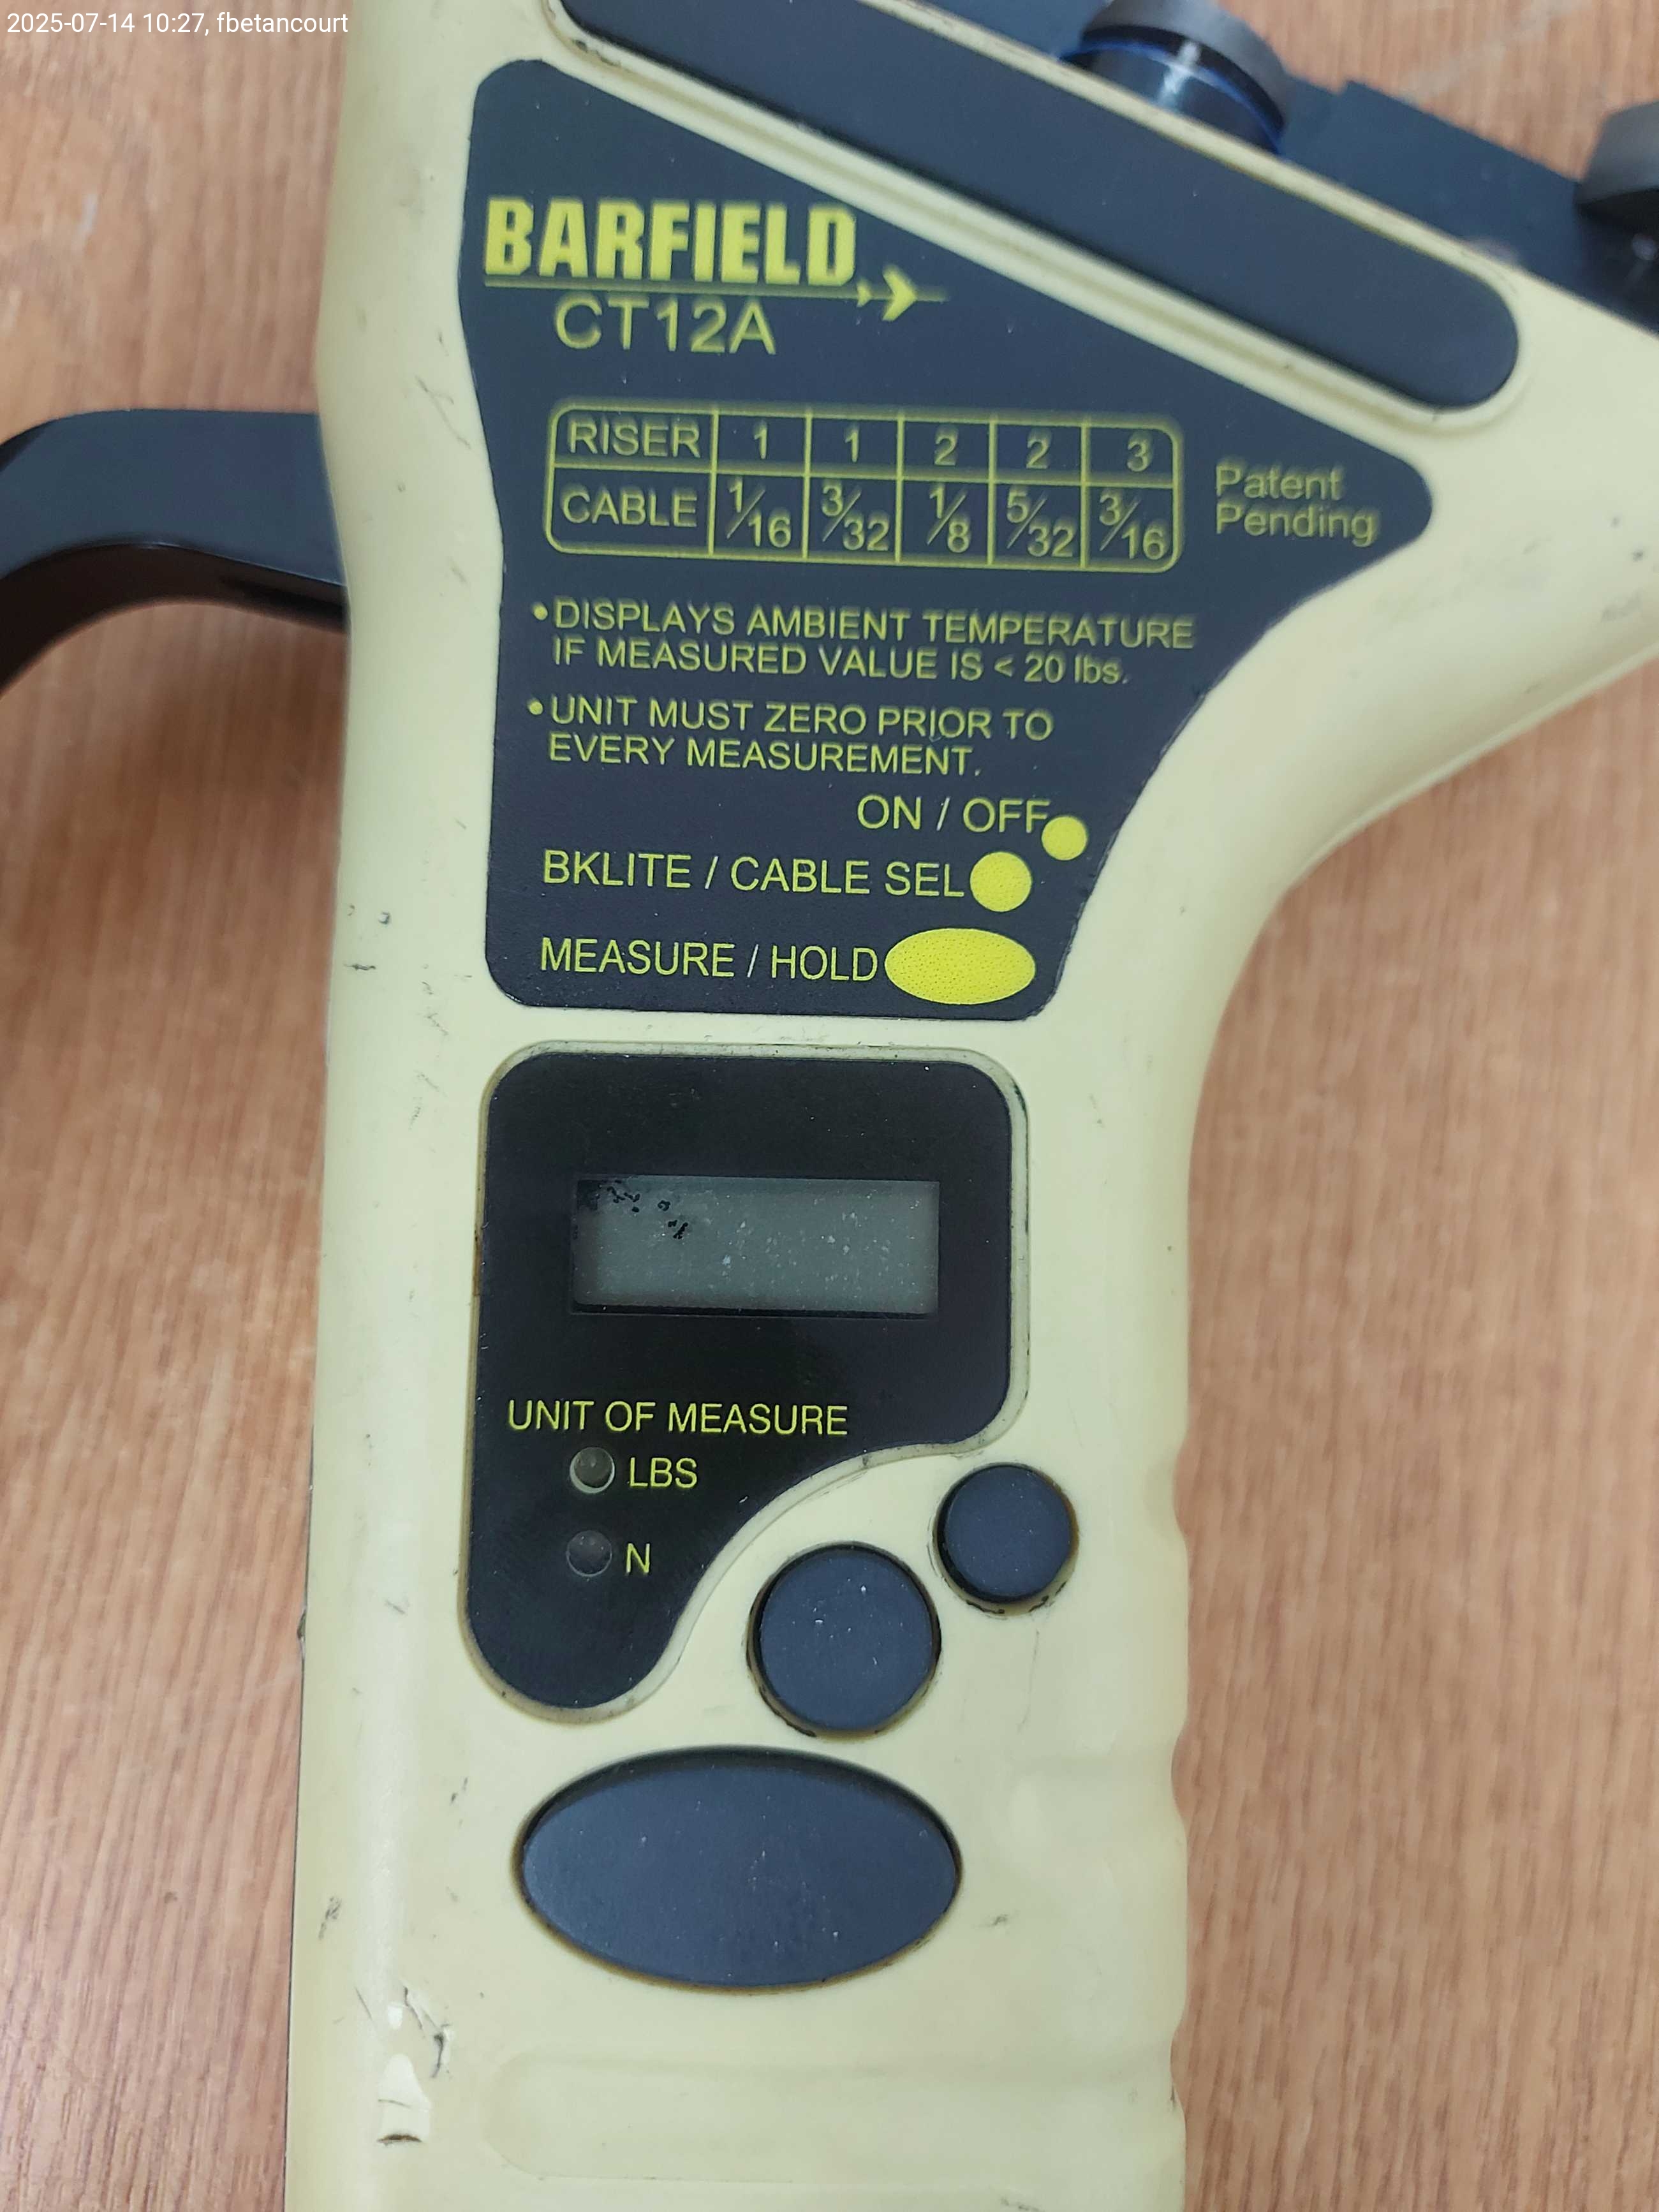 2025-07-14 10:27, fbetancourt
BARFIELD
CT12A
RISER 1 1 2 2 3
CABLE 1/16 3/32 1/8 5/32 3/16
Patent
Pending
•DISPLAYS AMBIENT TEMPERATURE
IF MEASURED VALUE IS < 20 lbs.
•UNIT MUST ZERO PRIOR TO
EVERY MEASUREMENT.
ON / OFF
BKLITE / CABLE SEL
MEASURE / HOLD
UNIT OF MEASURE
LBS
N